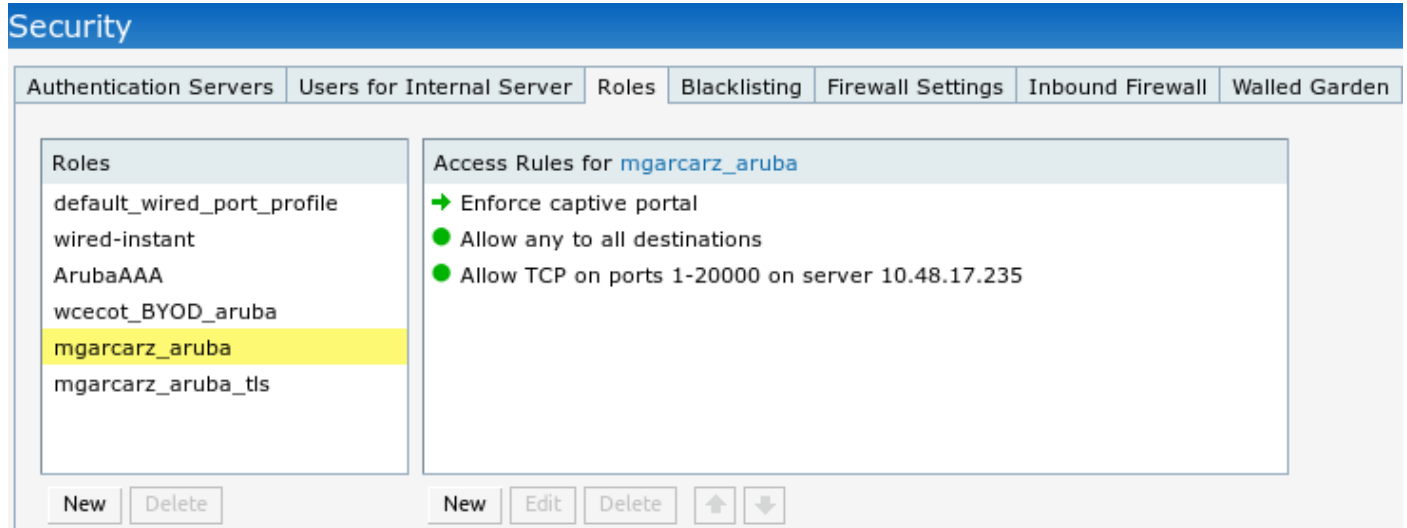 Security
Authentication Servers Users for Internal Server Roles Blacklisting Firewall Settings Inbound Firewall Walled Garden
Roles
default_wired_port_profile
wired-instant
ArubaAAA
wcecot_BYOD_aruba
mgarcarz_aruba
mgarcarz_aruba_tls
New Delete
Access Rules for mgarcarz_aruba
Enforce captive portal
Allow any to all destinations
Allow TCP on ports 1-20000 on server 10.48.17.235
New Edit Delete